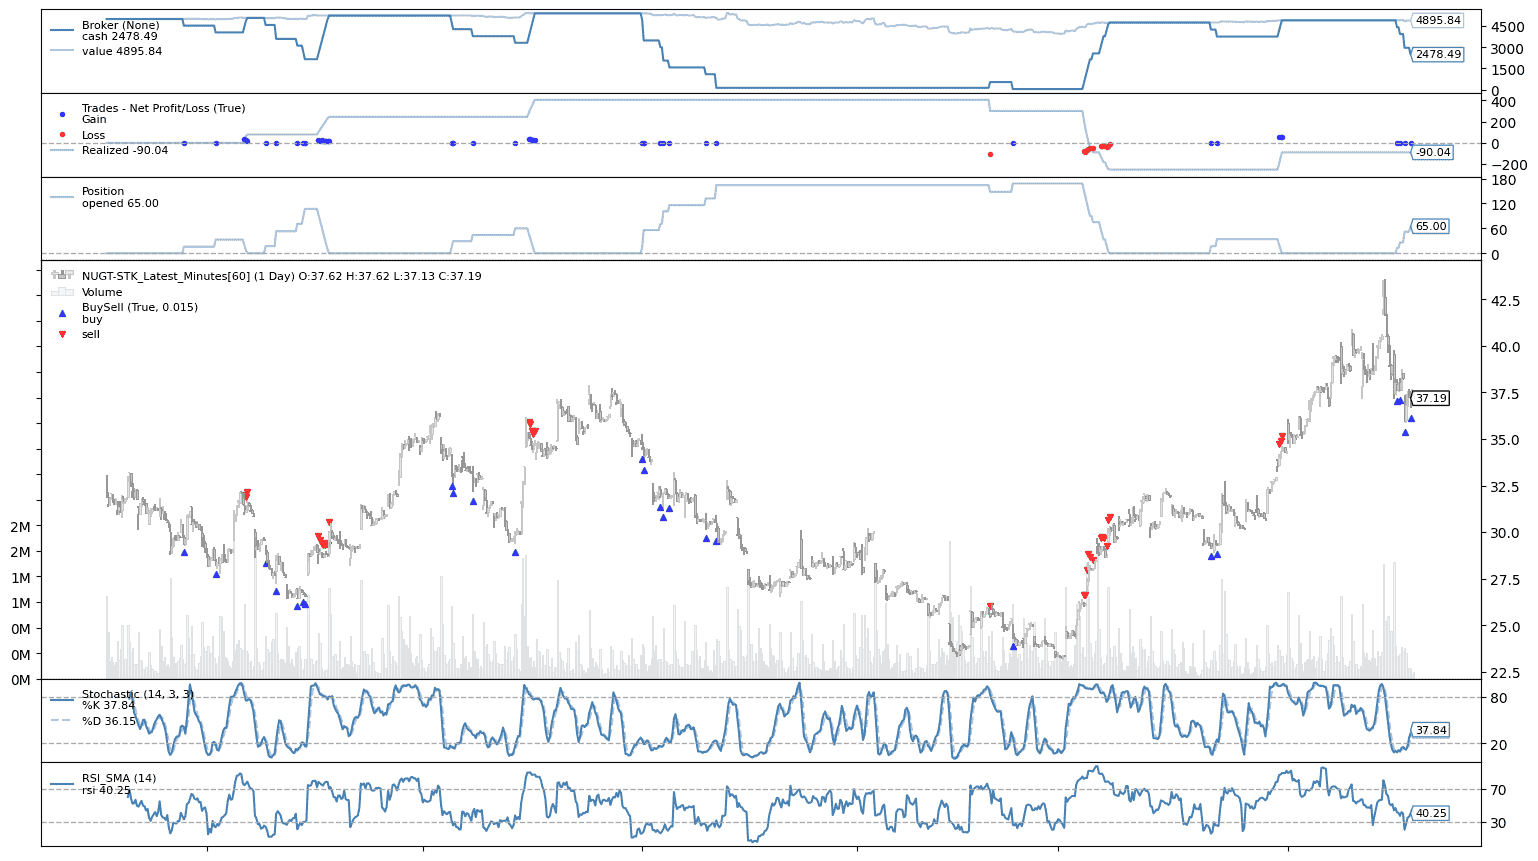 Broker (None)
cash 2478.49
value 4895.84
4895.84
2478.49
4500
3000
1500
0
Trades - Net Profit/Loss (True)
Gain
Loss
Realized -90.04
-90.04
400
200
0
−200
Position
opened 65.00
65.00
180
120
60
0
NUGT-STK_Latest_Minutes[60] (1 Day) O:37.62 H:37.62 L:37.13 C:37.19
Volume
BuySell (True, 0.015)
buy
sell
37.19
42.5
40.0
37.5
35.0
32.5
30.0
27.5
25.0
22.5
2M
2M
1M
1M
0M
0M
0M
Stochastic (14, 3, 3)
%K 37.84
%D 36.15
37.84
80
20
RSI_SMA (14)
rsi 40.25
40.25
70
30